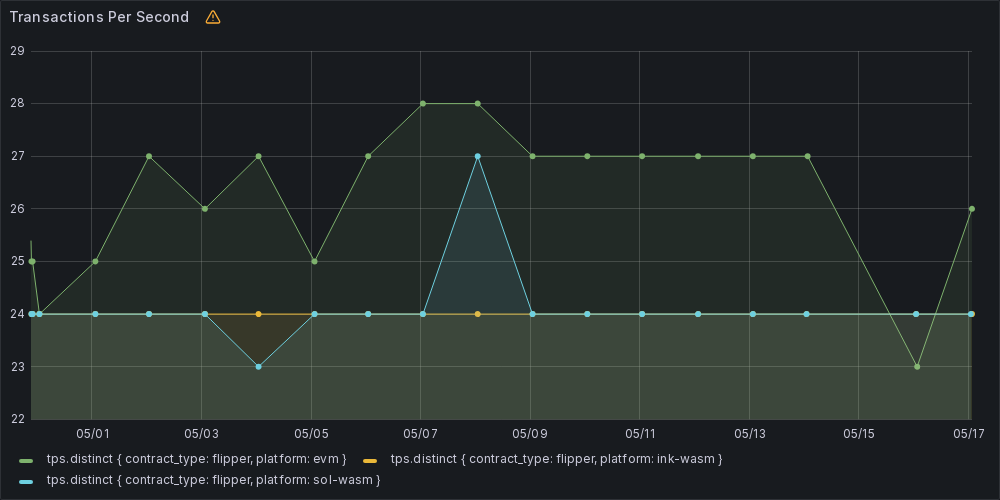 Transactions Per Second
29
28
27
26
25
24
23
22
05/01 05/03 05/05 05/07 05/09 05/11 05/13 05/15 05/17
tps.distinct { contract_type: flipper, platform: evm } tps.distinct { contract_type: flipper, platform: ink-wasm }
tps.distinct { contract_type: flipper, platform: sol-wasm }